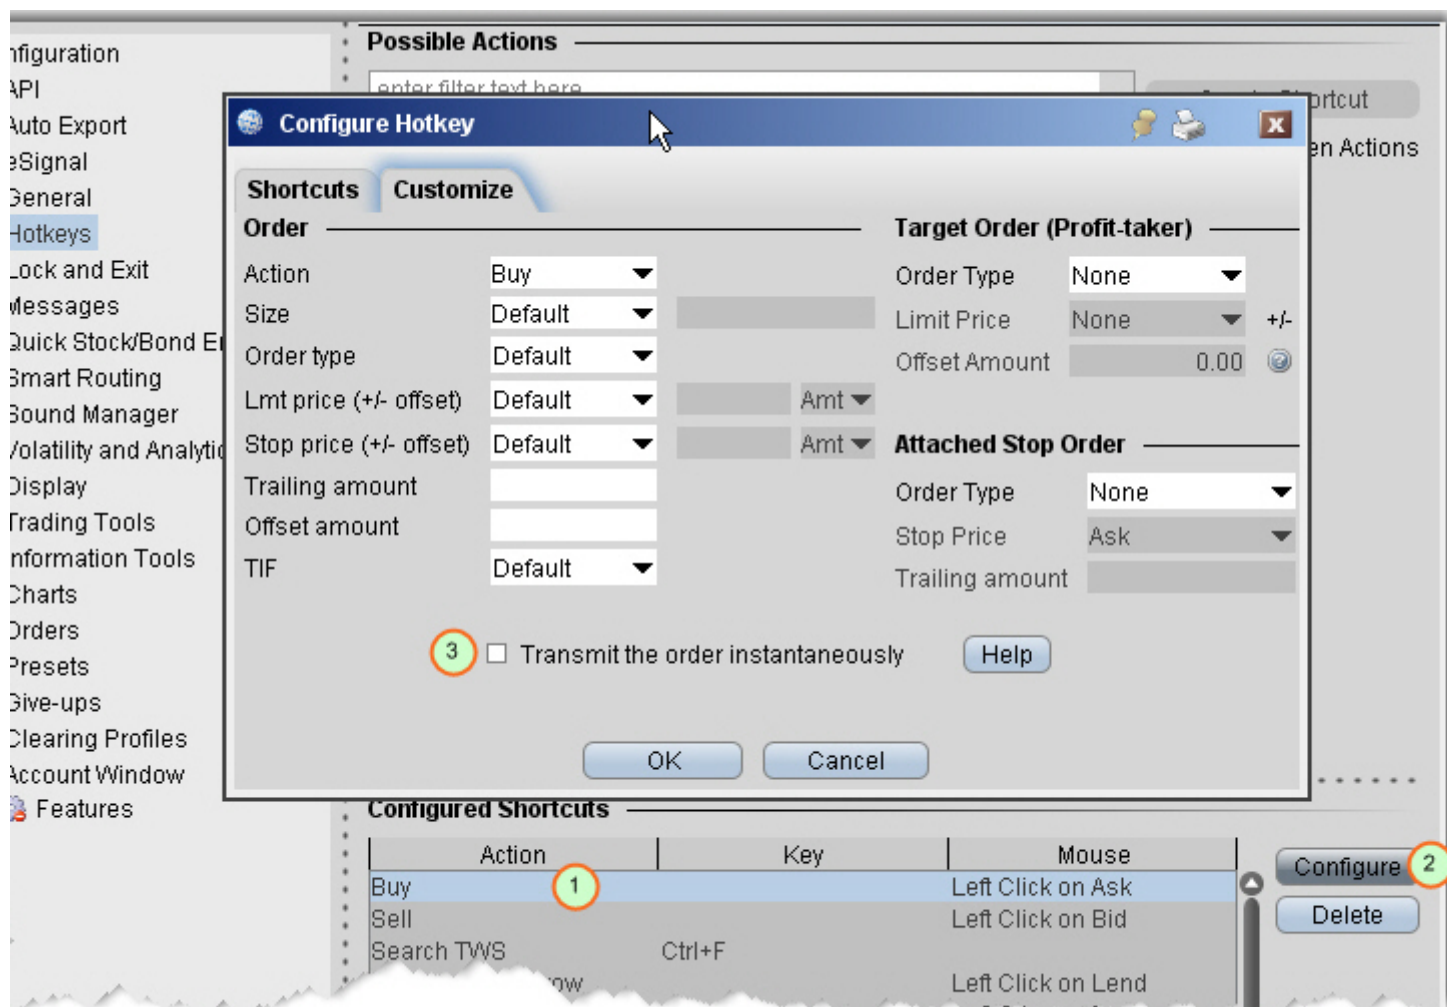 Possible Actions
enter filter text here
Configure Hotkey
Shortcuts
Customize
Order
Action
Buy
Size
Default
Order type
Default
Lmt price (+/- offset)
Default
Amt
Stop price (+/- offset)
Default
Amt
Trailing amount
Offset amount
TIF
Default
Target Order (Profit-taker)
Order Type
None
Limit Price
None
+/-
Offset Amount
0.00
Attached Stop Order
Order Type
None
Stop Price
Ask
Trailing amount
3
Transmit the order instantaneously
Help
OK
Cancel
API
Auto Export
eSignal
General
Hotkeys
Lock and Exit
Messages
Quick Stock/Bond
Smart Routing
Sound Manager
Volatility and
Display
Trading Tools
Information Tools
Charts
Orders
Presets
Give-ups
Clearing Profiles
Account Window
Features
Actions
Configured Shortcuts
Action
Key
Mouse
Buy
1
Left Click on Ask
Sell
Left Click on Bid
Search TWS
Ctrl+F
Left Click on Lend
Configure
2
Delete